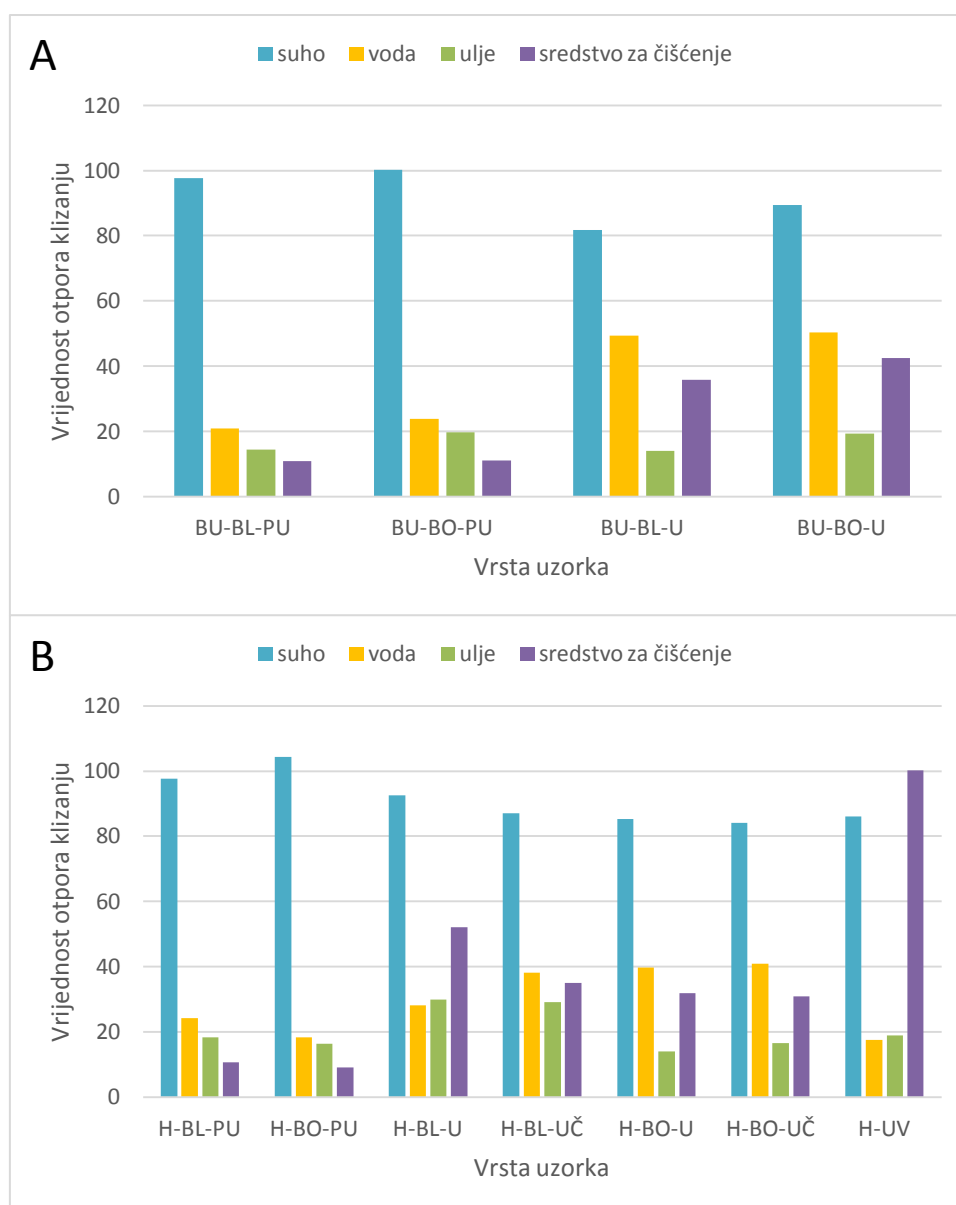 A
suho voda ulje sredstvo za čišćenje
120
100
80
60
40
20
0
Vrijednost otpora klizanju
BU-BL-PU BU-BO-PU BU-BL-U BU-BO-U
Vrsta uzorka
B
suho voda ulje sredstvo za čišćenje
120
100
80
60
40
20
0
Vrijednost otpora klizanju
H-BL-PU H-BO-PU H-BL-U H-BL-UČ H-BO-U H-BO-UČ H-UV
Vrsta uzorka